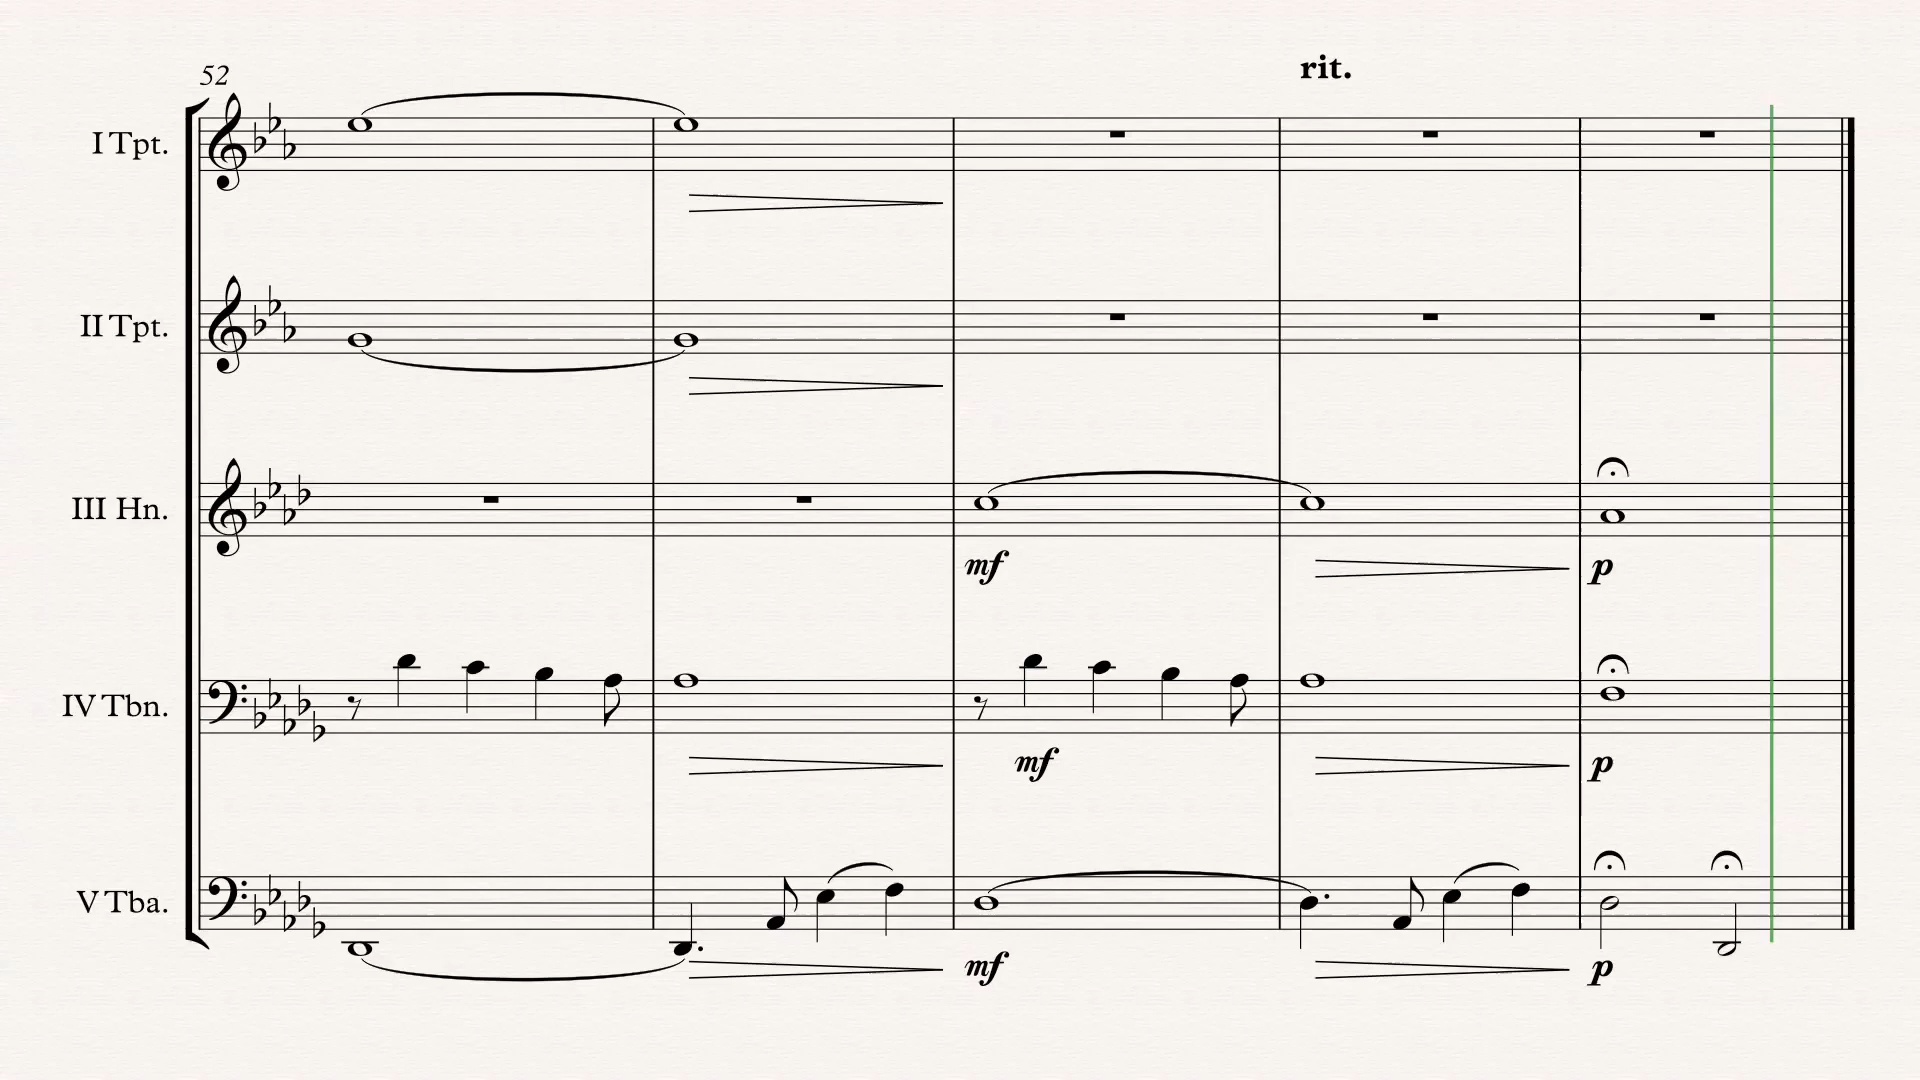 rit.
52
I Tpt.
II Tpt.
III Hn.
mf p
IV Tbn.
mf p
V Tba.
mf p